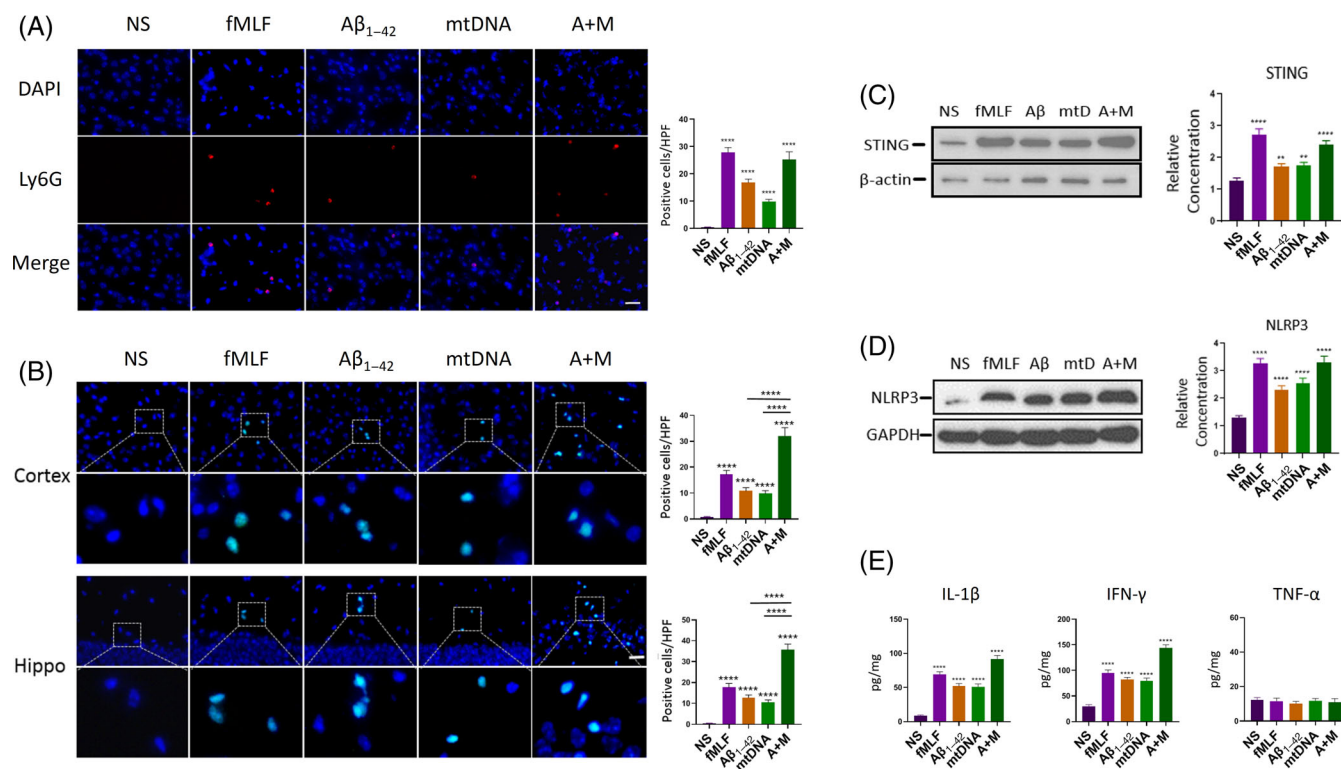 (A)
NS fMLF Aβ1–42 mtDNA A+M
DAPI
Ly6G
Merge
Positive cells/HPF
40
30
20
10
0
**** **** **** ****
NS fMLF Aβ1–42 mtDNA A+M
(B)
NS fMLF Aβ1–42 mtDNA A+M
Cortex
Hippo
Positive cells/HPF
40
30
20
10
0
****
****
**** **** **** ****
NS fMLF Aβ1–42 mtDNA A+M
Positive cells/HPF
50
40
30
20
10
0
****
****
**** **** **** ****
NS fMLF Aβ1–42 mtDNA A+M
(C)
NS fMLF Aβ mtD A+M
STING
β-actin
STING
Relative
Concentration
4
3
2
1
0
**** ** ** ****
NS fMLF Aβ1–42 mtDNA A+M
(D)
NS fMLF Aβ mtD A+M
NLRP3
GAPDH
NLRP3
Relative
Concentration
4
3
2
1
0
**** **** **** ****
NS fMLF Aβ1–42 mtDNA A+M
(E)
IL-1β
pg/mg
150
100
50
0
**** **** **** ****
NS fMLF Aβ1–42 mtDNA A+M
IFN-γ
pg/mg
200
150
100
50
0
**** **** **** ****
NS fMLF Aβ1–42 mtDNA A+M
TNF-α
pg/mg
60
40
20
0
NS fMLF Aβ1–42 mtDNA A+M